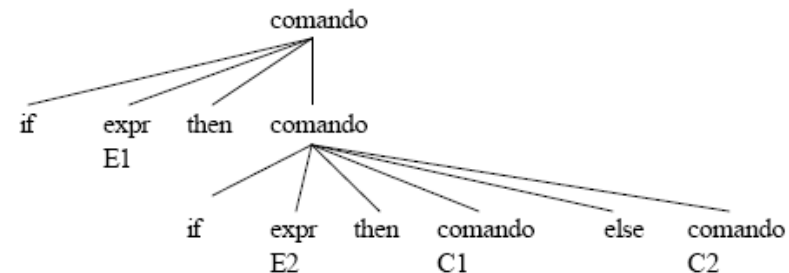 comando
if expr then comando
E1
if expr then comando else comando
E2 C1 C2